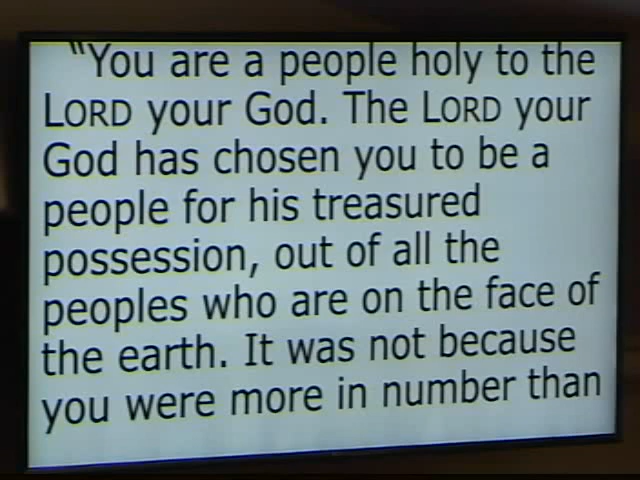 "You are a people holy to the
LORD your God. The LORD your
God has chosen you to be a
people for his treasured
possession, out of all the
peoples who are on the face of
the earth. It was not because
you were more in number than